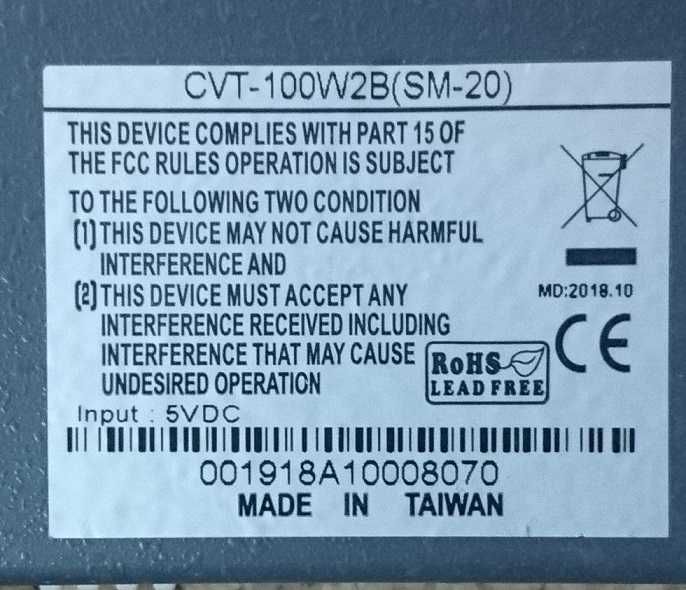 CVT-100W2B(SM-20)
THIS DEVICE COMPLIES WITH PART 15 OF
THE FCC RULES OPERATION IS SUBJECT
TO THE FOLLOWING TWO CONDITION
(1) THIS DEVICE MAY NOT CAUSE HARMFUL
INTERFERENCE AND
(2) THIS DEVICE MUST ACCEPT ANY
INTERFERENCE RECEIVED INCLUDING
INTERFERENCE THAT MAY CAUSE
UNDESIRED OPERATION
MD:2018.10
CE
RoHS
LEAD FREE
Input : 5VDC
001918A10008070
MADE IN TAIWAN